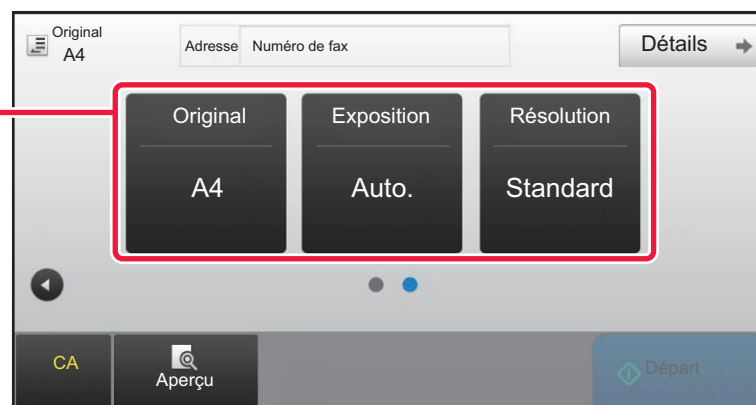 Original
A4
Adresse Numéro de fax
Détails
Original Exposition Résolution
A4 Auto. Standard
CA
Aperçu
Départ